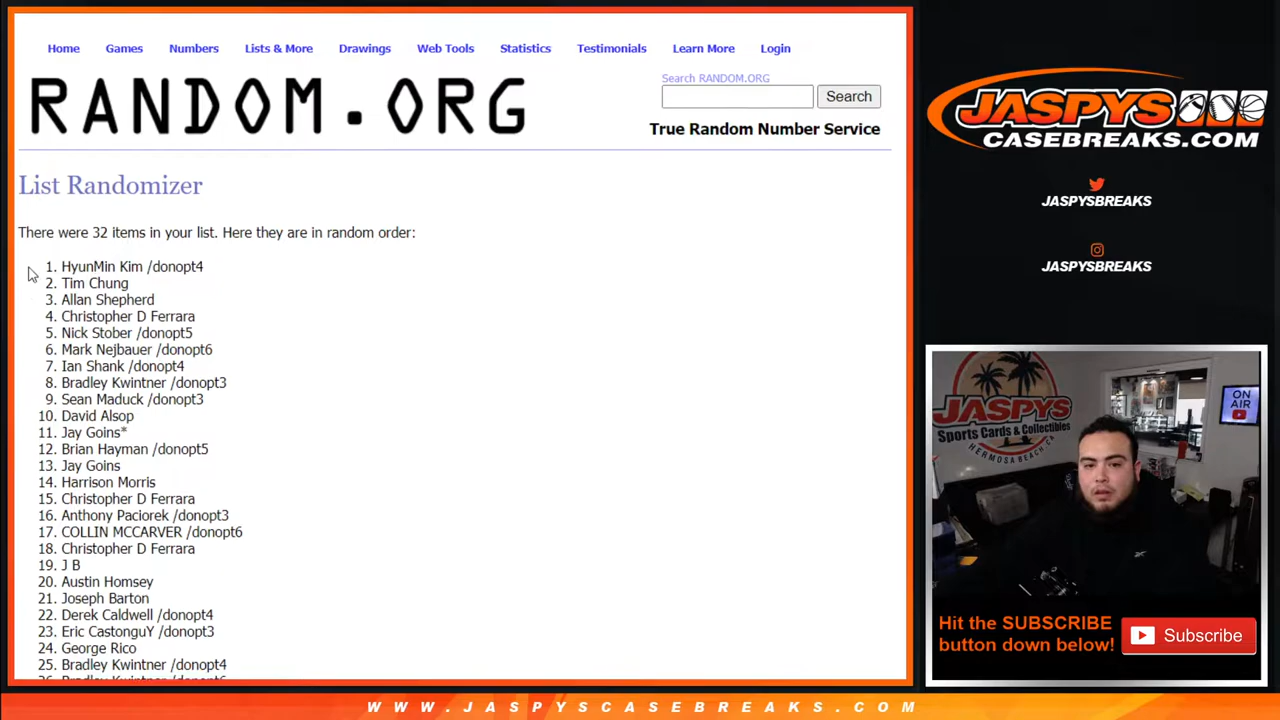 Home Games Numbers Lists & More Drawings Web Tools Statistics Testimonials Learn More Login
RANDOM.ORG
Search RANDOM.ORG
Search
True Random Number Service
List Randomizer
There were 32 items in your list. Here they are in random order:
1. HyunMin Kim /donopt4
2. Tim Chung
3. Allan Shepherd
4. Christopher D Ferrara
5. Nick Stober /donopt5
6. Mark Nejbauer /donopt6
7. Ian Shank /donopt4
8. Bradley Kwintner /donopt3
9. Sean Maduck /donopt3
10. David Alsop
11. Jay Goins*
12. Brian Hayman /donopt5
13. Jay Goins
14. Harrison Morris
15. Christopher D Ferrara
16. Anthony Paciorek /donopt3
17. COLLIN MCCARVER /donopt6
18. Christopher D Ferrara
19. J B
20. Austin Homsey
21. Joseph Barton
22. Derek Caldwell /donopt4
23. Eric CastonguY /donopt3
24. George Rico
25. Bradley Kwintner /donopt4
26. Bradley Kwintner /donopt6
JASPYS
CASEBREAKS.COM
JASPYSBREAKS
JASPYSBREAKS
JASPYS
Sports Cards & Collectibles
HERMOSA BEACH CA
ON
AIR
Hit the SUBSCRIBE
button down below!
Subscribe
WWW.JASPYSCASEBREAKS.COM